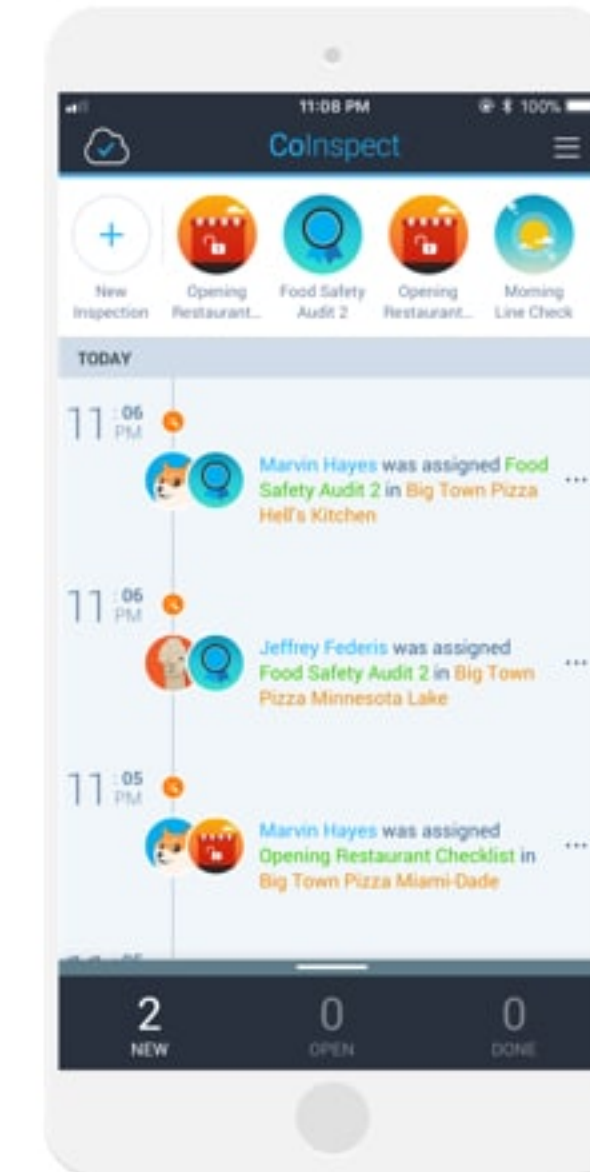 11:08 PM 100%
CoInspect
New Inspection
Opening Restaurant...
Food Safety Audit 2
Opening Restaurant...
Morning Line Check
TODAY
11:06 PM
Marvin Hayes was assigned Food
Safety Audit 2 in Big Town Pizza
Hell's Kitchen
11:06 PM
Jeffrey Federis was assigned
Food Safety Audit 2 in Big Town
Pizza Minnesota Lake
11:05 PM
Marvin Hayes was assigned
Opening Restaurant Checklist in
Big Town Pizza Miami-Dade
2 0 0
NEW OPEN DONE